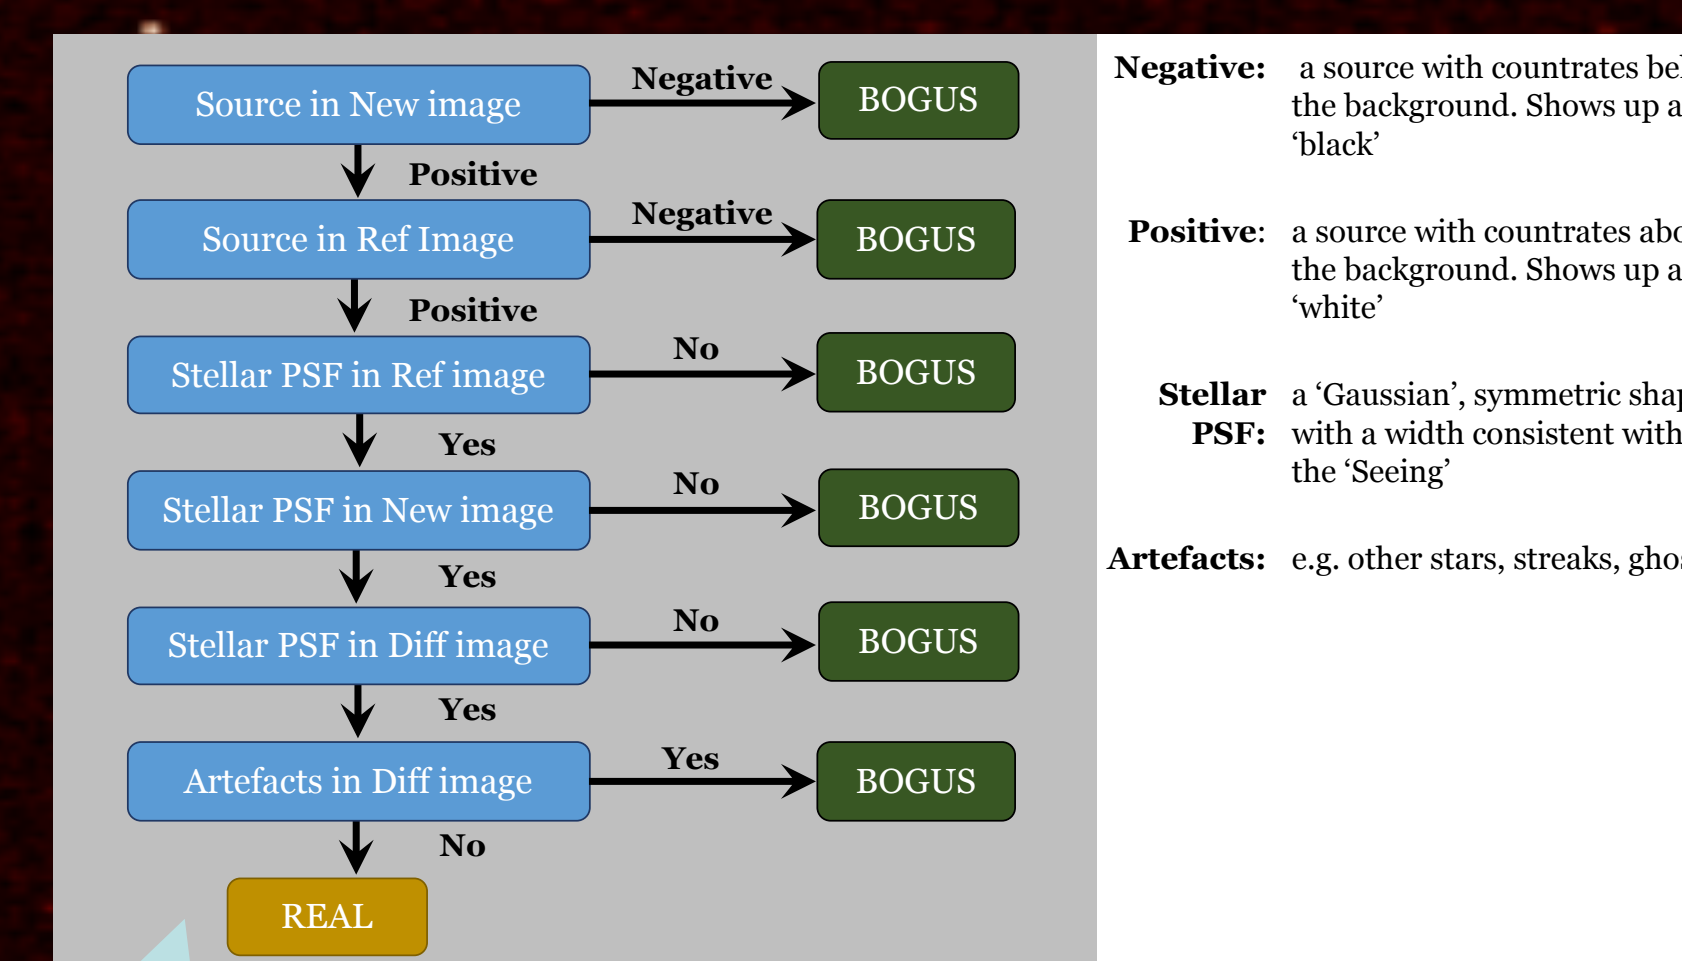 Source in New image
Negative
BOGUS
Positive
Source in Ref Image
Negative
BOGUS
Positive
Stellar PSF in Ref image
No
BOGUS
Yes
Stellar PSF in New image
No
BOGUS
Yes
Stellar PSF in Diff image
No
BOGUS
Yes
Artefacts in Diff image
Yes
BOGUS
No
REAL
Negative: a source with countrates
the background. Shows up
‘black’
Positive: a source with countrates
the background. Shows up
‘white’
Stellar a ‘Gaussian’, symmetric
PSF: with a width consistent with
the ‘Seeing’
Artefacts: e.g. other stars, streaks,